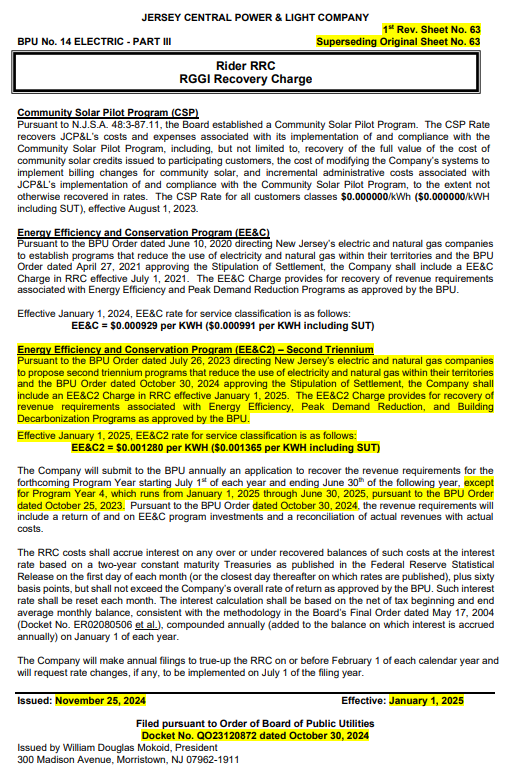 JERSEY CENTRAL POWER & LIGHT COMPANY
1st Rev. Sheet No. 63
BPU No. 14 ELECTRIC - PART III
Superseding Original Sheet No. 63
Rider RRC
RGGI Recovery Charge
Community Solar Pilot Program (CSP)
Pursuant to N.J.S.A. 48:3-87.11, the Board established a Community Solar Pilot Program. The CSP Rate
recovers JCP&L's costs and expenses associated with its implementation of and compliance with the
Community Solar Pilot Program, including, but not limited to, recovery of the full value of the cost of
community solar credits issued to participating customers, the cost of modifying the Company's systems to
implement billing changes for community solar, and incremental administrative costs associated with
JCP&L's implementation of and compliance with the Community Solar Pilot Program, to the extent not
otherwise recovered in rates. The CSP Rate for all customers classes $0.000000/kWh ($0.000000/kWH
including SUT), effective August 1, 2023.
Energy Efficiency and Conservation Program (EE&C)
Pursuant to the BPU Order dated June 10, 2020 directing New Jersey's electric and natural gas companies
to establish programs that reduce the use of electricity and natural gas within their territories and the BPU
Order dated April 27, 2021 approving the Stipulation of Settlement, the Company shall include a EE&C
Charge in RRC effective July 1, 2021. The EE&C Charge provides for recovery of revenue requirements
associated with Energy Efficiency and Peak Demand Reduction Programs as approved by the BPU.
Effective January 1, 2024, EE&C rate for service classification is as follows:
EE&C = $0.000929 per KWH ($0.000991 per KWH including SUT)
Energy Efficiency and Conservation Program (EE&C2) – Second Triennium
Pursuant to the BPU Order dated July 26, 2023 directing New Jersey's electric and natural gas companies
to propose second triennium programs that reduce the use of electricity and natural gas within their territories
and the BPU Order dated October 30, 2024 approving the Stipulation of Settlement, the Company shall
include an EE&C2 Charge in RRC effective January 1, 2025. The EE&C2 Charge provides for recovery of
revenue requirements associated with Energy Efficiency, Peak Demand Reduction, and Building
Decarbonization Programs as approved by the BPU.
Effective January 1, 2025, EE&C2 rate for service classification is as follows:
EE&C2 = $0.001280 per KWH ($0.001365 per KWH including SUT)
The Company will submit to the BPU annually an application to recover the revenue requirements for the
forthcoming Program Year starting July 1st of each year and ending June 30th of the following year, except
for Program Year 4, which runs from January 1, 2025 through June 30, 2025, pursuant to the BPU Order
dated October 25, 2023. Pursuant to BPU Order dated October 30, 2024, the revenue requirements will
include a return of and on EE&C program investments and a reconciliation of actual revenues with actual
costs.
The RRC costs shall accrue interest on any over or under recovered balances of such costs at the interest
rate based on a two-year constant maturity Treasuries as published in the Federal Reserve Statistical
Release on the first day of each month (or the closest day thereafter on which rates are published), plus sixty
basis points, but shall not exceed the Company's overall rate of return as approved by the BPU. Such interest
rate shall be reset each month. The interest calculation shall be based on the net of tax beginning and end
average monthly balance, consistent with the methodology in the Board's Final Order dated May 17, 2004
(Docket No. ER02080506 et al.), compounded annually (added to the balance on which interest is accrued
annually) on January 1 of each year.
The Company will make annual filings to true-up the RRC on or before February 1 of each calendar year and
will request rate changes, if any, to be implemented on July 1 of the filing year.
Issued: November 25, 2024 Effective: January 1, 2025
Filed pursuant to Order of Board of Public Utilities
Docket No. QO23120872 dated October 30, 2024
Issued by William Douglas Mokoid, President
300 Madison Avenue, Morristown, NJ 07962-1911